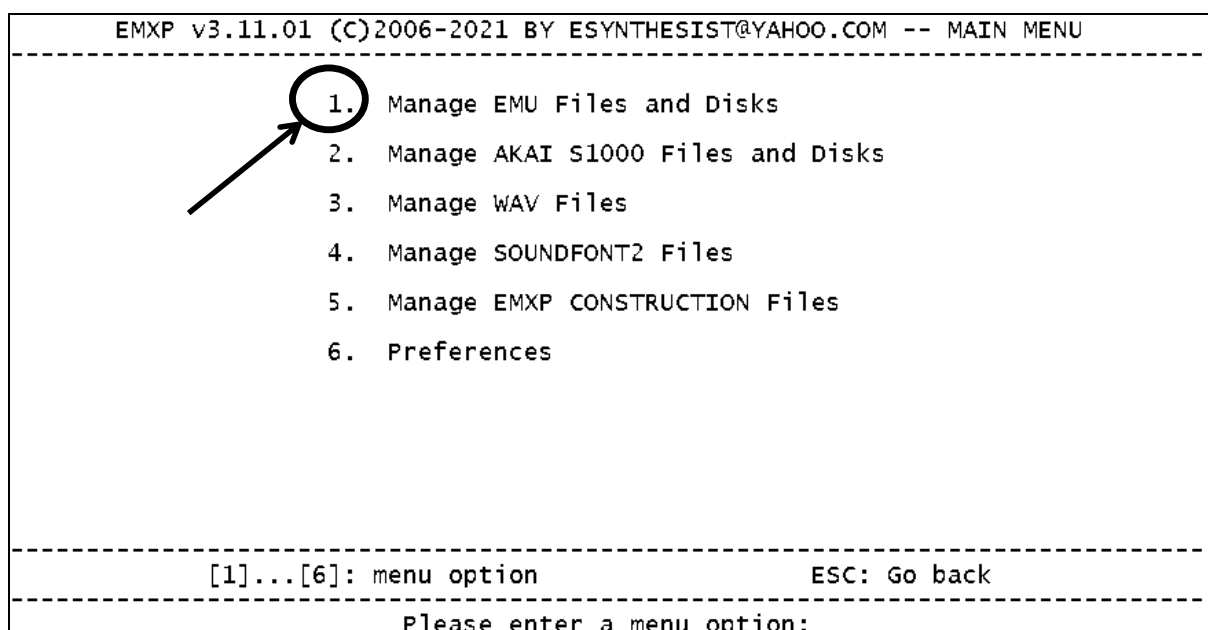 EMXP v3.11.01 (C)2006-2021 BY ESYNTHESIST@YAHOO.COM -- MAIN MENU
1. Manage EMU Files and Disks
2. Manage AKAI S1000 Files and Disks
3. Manage WAV Files
4. Manage SOUNDFONT2 Files
5. Manage EMXP CONSTRUCTION Files
6. Preferences
[1]...[6]: menu option ESC: Go back
Please enter a menu option: